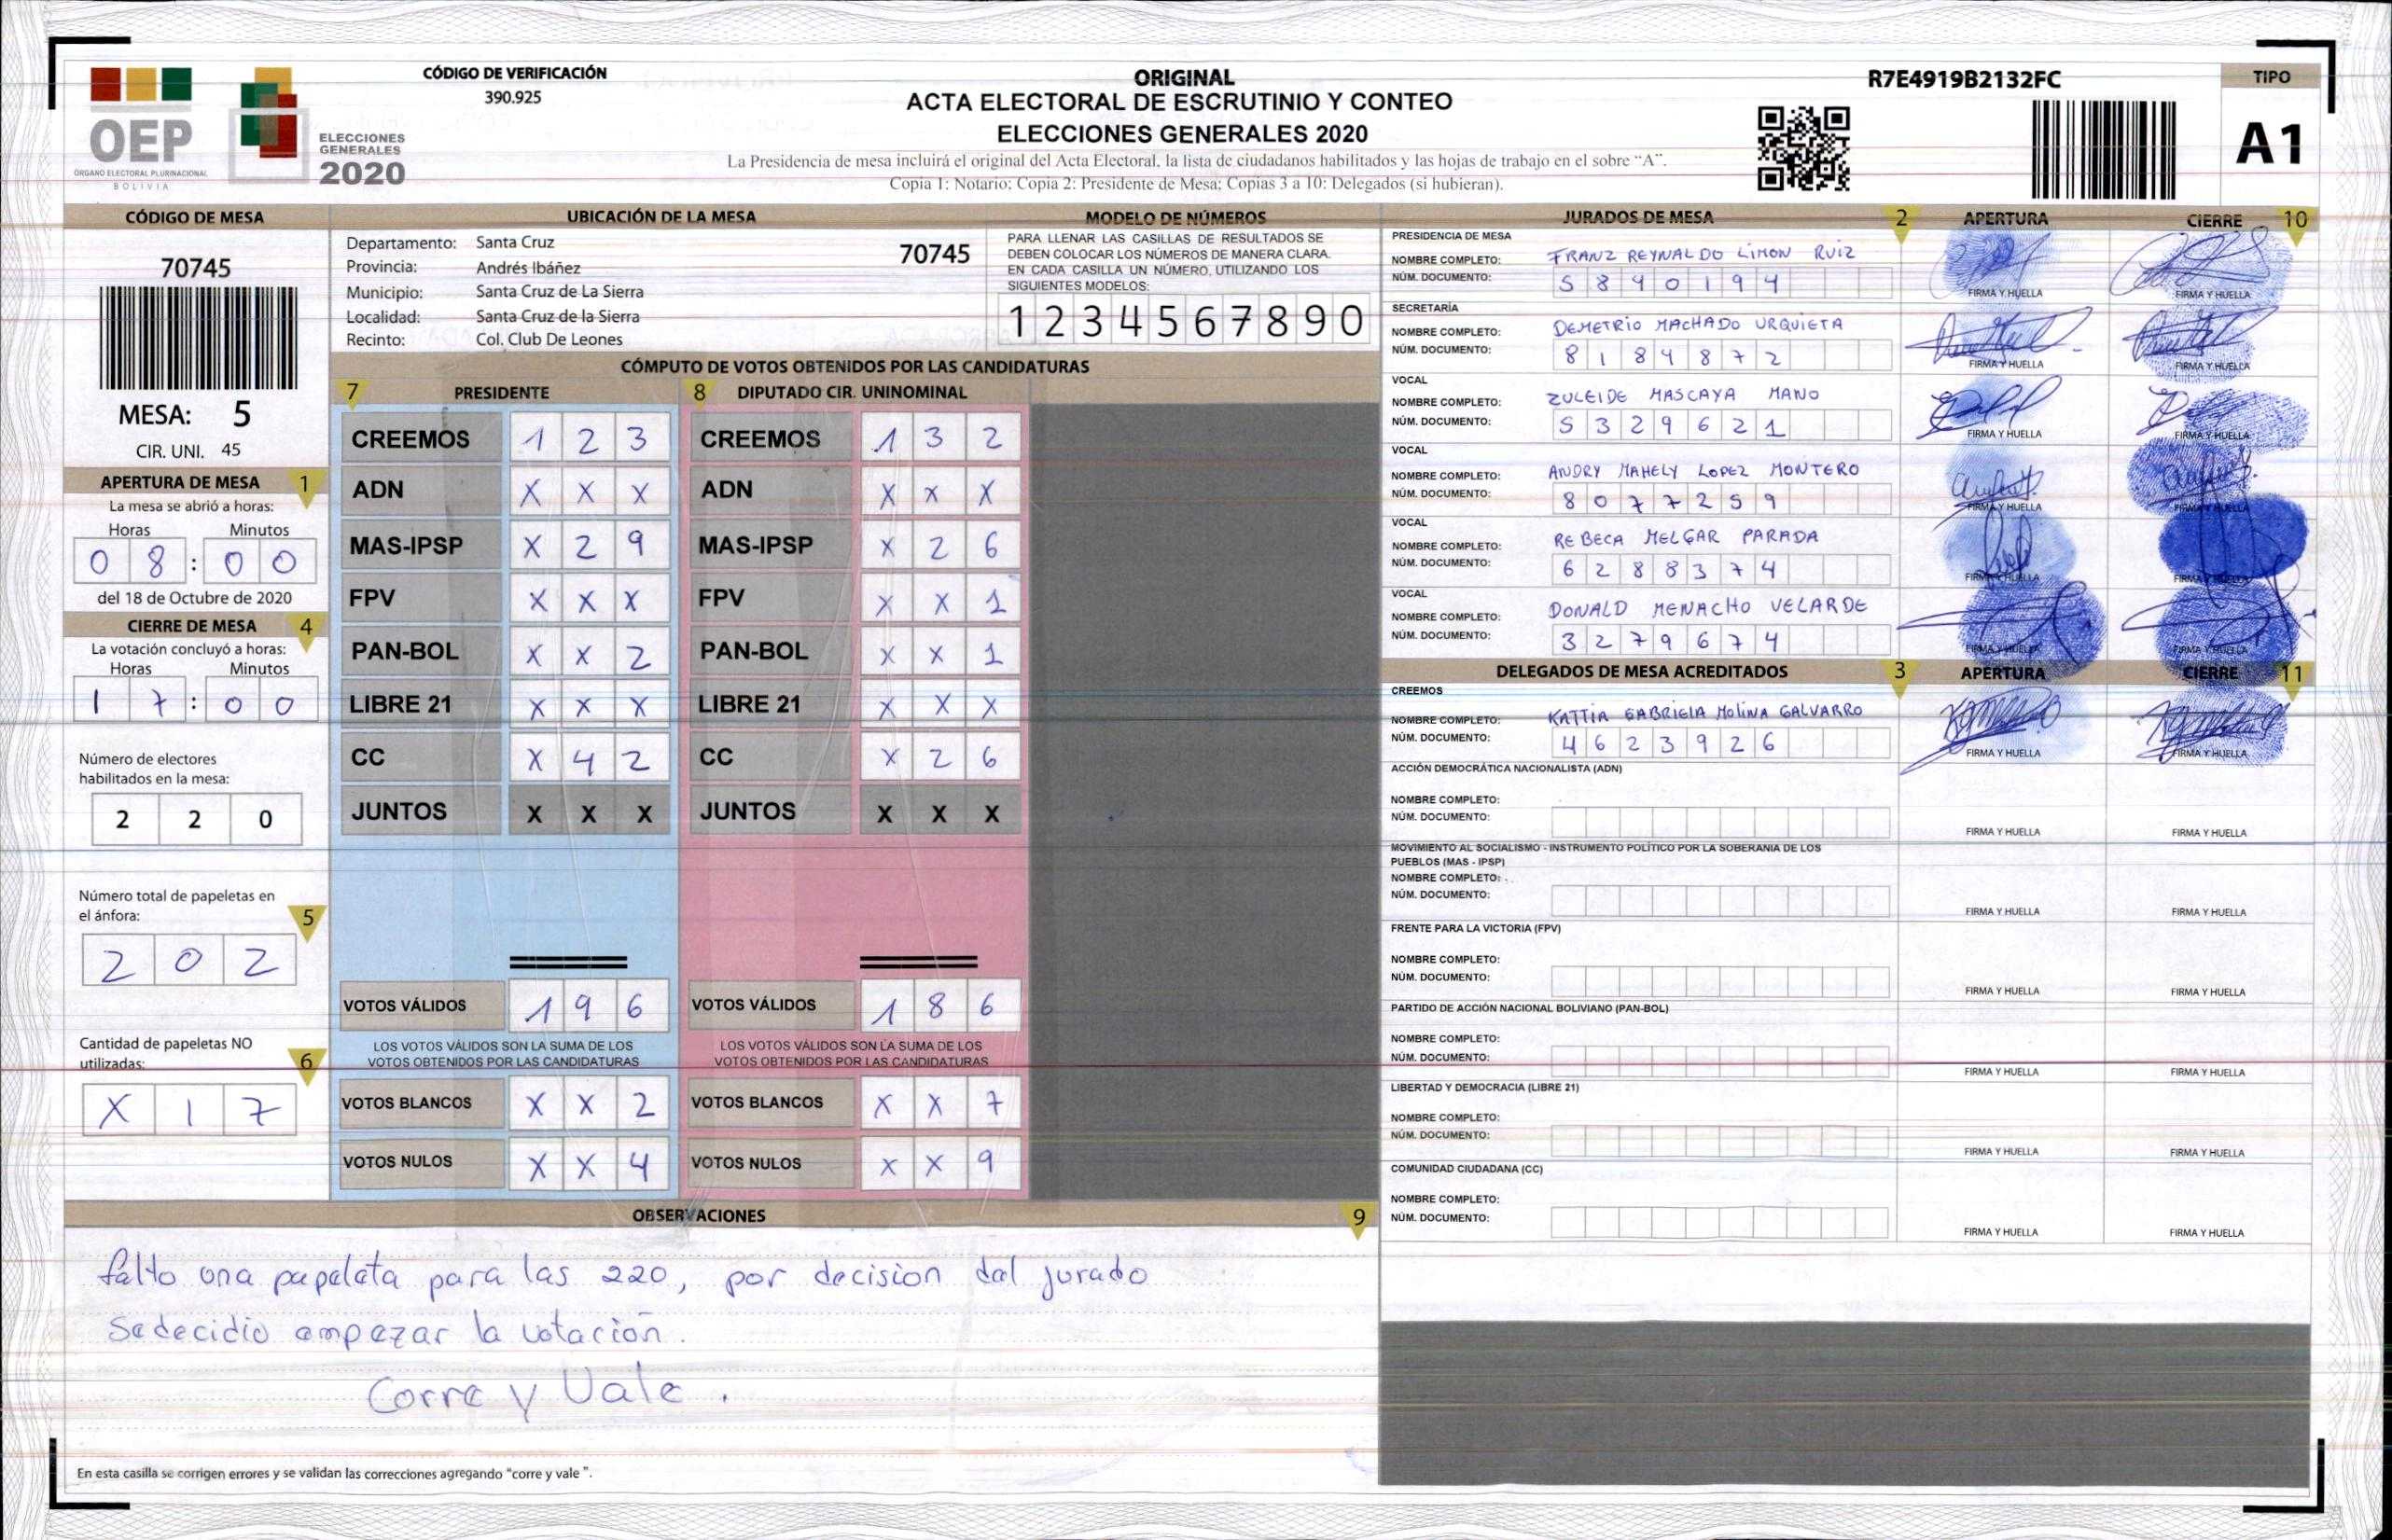 CÓDIGO DE VERIFICACIÓN
390.925
OEP
ÓRGANO ELECTORAL PLURINACIONAL
BOLIVIA
ELECCIONES
GENERALES
2020
ORIGINAL
ACTA ELECTORAL DE ESCRUTINIO Y CONTEO
ELECCIONES GENERALES 2020
La Presidencia de mesa incluirá el original del Acta Electoral, la lista de ciudadanos habilitados y las hojas de trabajo en el sobre “A”.
Copia 1: Notario; Copia 2: Presidente de Mesa; Copias 3 a 10: Delegados (si hubieran).
R7E4919B2132FC
TIPO
A1
CÓDIGO DE MESA
70745
MESA: 5
CIR. UNI. 45
APERTURA DE MESA 1
La mesa se abrió a horas:
Horas Minutos
0 8 : 0 0
del 18 de Octubre de 2020
CIERRE DE MESA 4
La votación concluyó a horas:
Horas Minutos
1 7 : 0 0
Número de electores
habilitados en la mesa:
2 2 0
Número total de papeletas en
el ánfora: 5
2 0 2
Cantidad de papeletas NO
utilizadas: 6
X 1 7
UBICACIÓN DE LA MESA
Departamento: Santa Cruz
70745
Provincia: Andrés Ibáñez
Municipio: Santa Cruz de La Sierra
Localidad: Santa Cruz de la Sierra
Recinto: Col. Club De Leones
MODELO DE NÚMEROS
PARA LLENAR LAS CASILLAS DE RESULTADOS SE
DEBEN COLOCAR LOS NÚMEROS DE MANERA CLARA.
EN CADA CASILLA UN NÚMERO, UTILIZANDO LOS
SIGUIENTES MODELOS:
1 2 3 4 5 6 7 8 9 0
CÓMPUTO DE VOTOS OBTENIDOS POR LAS CANDIDATURAS
7 PRESIDENTE
CREEMOS 1 2 3
ADN X X X
MAS-IPSP X 2 9
FPV X X X
PAN-BOL X X 2
LIBRE 21 X X X
CC X 4 2
JUNTOS X X X
VOTOS VÁLIDOS 1 9 6
LOS VOTOS VÁLIDOS SON LA SUMA DE LOS
VOTOS OBTENIDOS POR LAS CANDIDATURAS
VOTOS BLANCOS X X 2
VOTOS NULOS X X 4
8 DIPUTADO CIR. UNINOMINAL
CREEMOS 1 3 2
ADN X X X
MAS-IPSP X 2 6
FPV X X 1
PAN-BOL X X 1
LIBRE 21 X X X
CC X 2 6
JUNTOS X X X
VOTOS VÁLIDOS 1 8 6
LOS VOTOS VÁLIDOS SON LA SUMA DE LOS
VOTOS OBTENIDOS POR LAS CANDIDATURAS
VOTOS BLANCOS X X 7
VOTOS NULOS X X 9
OBSERVACIONES 9
falto una papeleta para las 220, por decision del jurado
se decidio empezar la votación.
Corre y Vale.
En esta casilla se corrigen errores y se validan las correcciones agregando “corre y vale ”.
JURADOS DE MESA 2 APERTURA CIERRE 10
PRESIDENCIA DE MESA
NOMBRE COMPLETO: FRANZ REYNALDO LIMON RUIZ
NÚM. DOCUMENTO: 5 8 9 0 1 9 4
FIRMA Y HUELLA FIRMA Y HUELLA
SECRETARÍA
NOMBRE COMPLETO: DEMETRIO MACHADO URQUIETA
NÚM. DOCUMENTO: 8 1 8 4 8 7 2
FIRMA Y HUELLA FIRMA Y HUELLA
VOCAL
NOMBRE COMPLETO: ZULEIDE MASCAYA MANO
NÚM. DOCUMENTO: 5 3 2 9 6 2 1
FIRMA Y HUELLA FIRMA Y HUELLA
VOCAL
NOMBRE COMPLETO: ANDRY MAHELY LOPEZ MONTERO
NÚM. DOCUMENTO: 8 0 7 7 2 5 9
FIRMA Y HUELLA FIRMA Y HUELLA
VOCAL
NOMBRE COMPLETO: REBECA MELGAR PARADA
NÚM. DOCUMENTO: 6 2 8 8 3 7 4
FIRMA Y HUELLA FIRMA Y HUELLA
VOCAL
NOMBRE COMPLETO: DONALD MENACHO VELARDE
NÚM. DOCUMENTO: 3 2 7 9 6 7 4
FIRMA Y HUELLA FIRMA Y HUELLA
DELEGADOS DE MESA ACREDITADOS 3 APERTURA CIERRE 11
CREEMOS
NOMBRE COMPLETO: KATTIA GABRIELA MOLINA GALVARRO
NÚM. DOCUMENTO: 4 6 2 3 9 2 6
FIRMA Y HUELLA FIRMA Y HUELLA
ACCIÓN DEMOCRÁTICA NACIONALISTA (ADN)
NOMBRE COMPLETO:
NÚM. DOCUMENTO:
FIRMA Y HUELLA FIRMA Y HUELLA
MOVIMIENTO AL SOCIALISMO - INSTRUMENTO POLÍTICO POR LA SOBERANIA DE LOS
PUEBLOS (MAS - IPSP)
NOMBRE COMPLETO:
NÚM. DOCUMENTO:
FIRMA Y HUELLA FIRMA Y HUELLA
FRENTE PARA LA VICTORIA (FPV)
NOMBRE COMPLETO:
NÚM. DOCUMENTO:
FIRMA Y HUELLA FIRMA Y HUELLA
PARTIDO DE ACCIÓN NACIONAL BOLIVIANO (PAN-BOL)
NOMBRE COMPLETO:
NÚM. DOCUMENTO:
FIRMA Y HUELLA FIRMA Y HUELLA
LIBERTAD Y DEMOCRACIA (LIBRE 21)
NOMBRE COMPLETO:
NÚM. DOCUMENTO:
FIRMA Y HUELLA FIRMA Y HUELLA
COMUNIDAD CIUDADANA (CC)
NOMBRE COMPLETO:
NÚM. DOCUMENTO:
FIRMA Y HUELLA FIRMA Y HUELLA